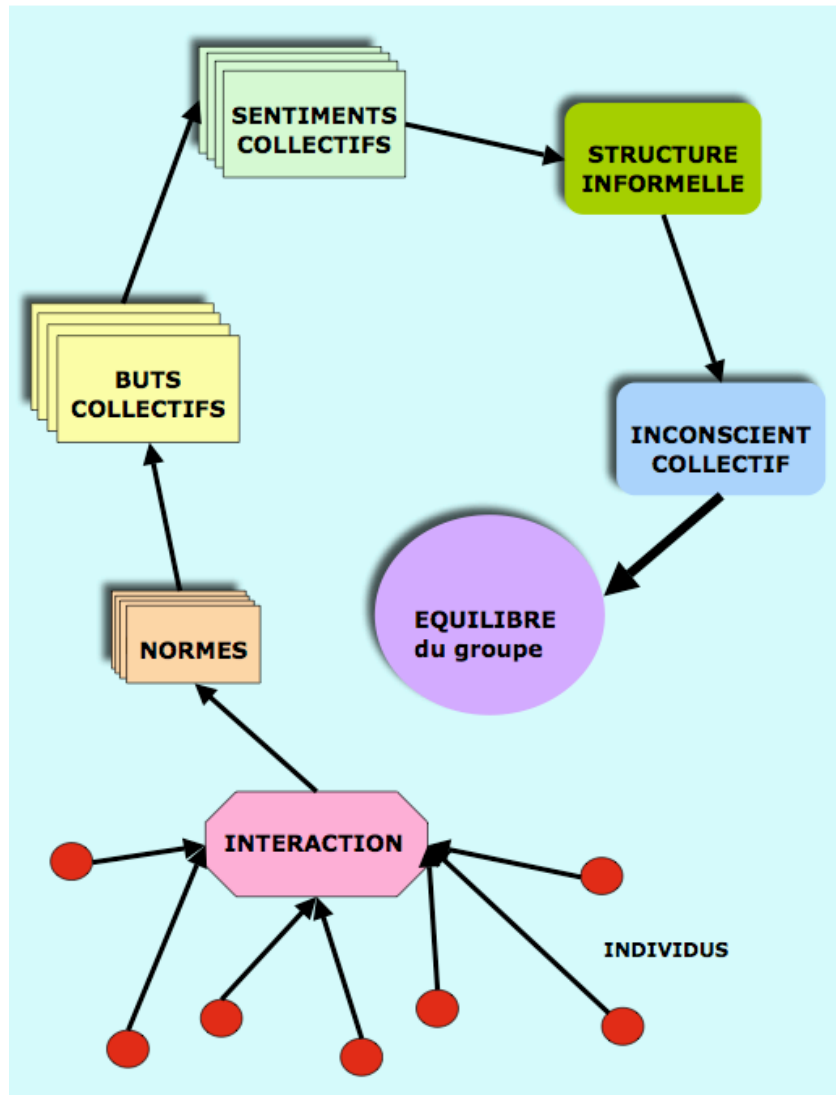 SENTIMENTS
COLLECTIFS
STRUCTURE
INFORMELLE
BUTS
COLLECTIFS
INCONSCIENT
COLLECTIF
EQUILIBRE
du groupe
NORMES
INTERACTION
INDIVIDUS